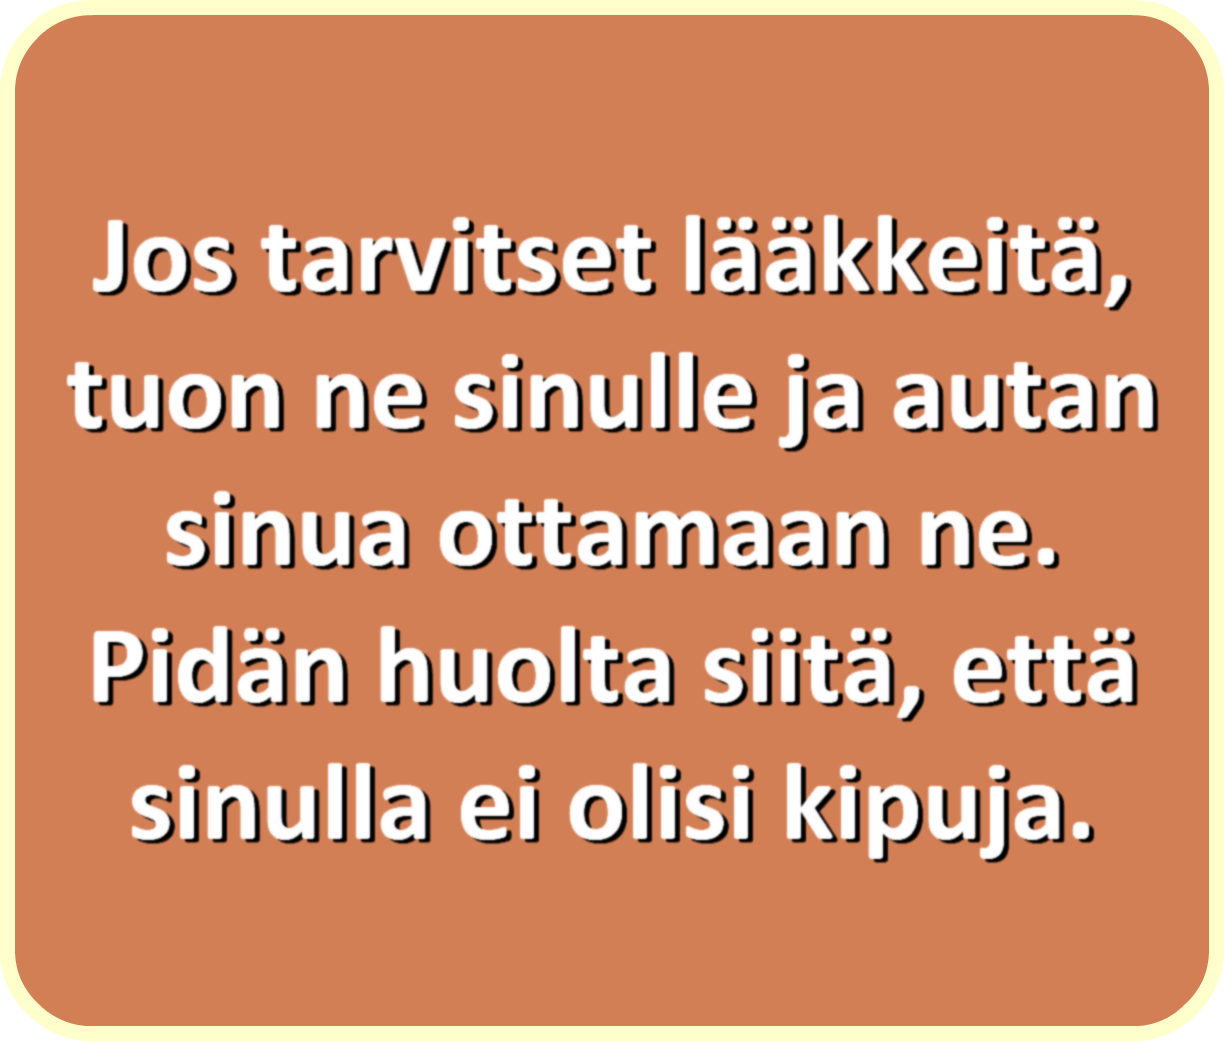 Jos tarvitset lääkkeitä,
tuon ne sinulle ja autan
sinua ottamaan ne.
Pidän huolta siitä, että
sinulla ei olisi kipuja.